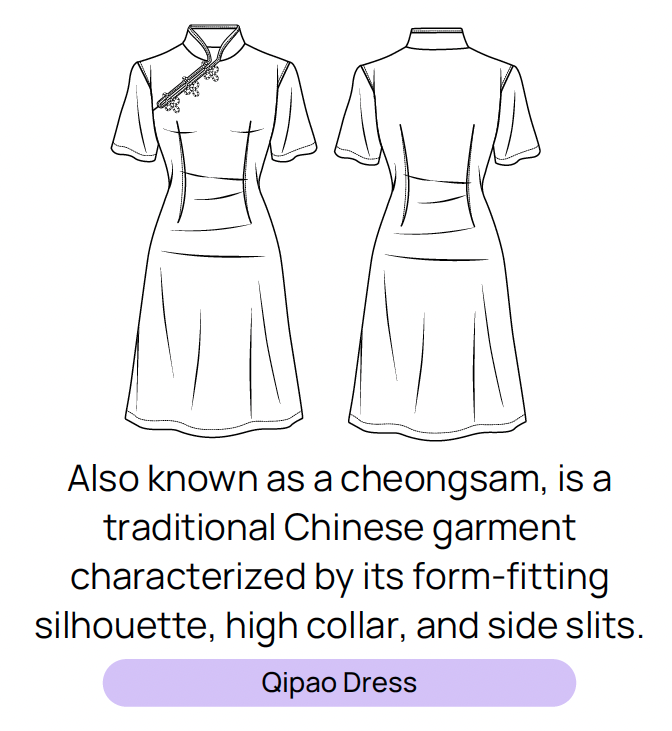 Also known as a cheongsam, is a
traditional Chinese garment
characterized by its form-fitting
silhouette, high collar, and side slits.
Qipao Dress